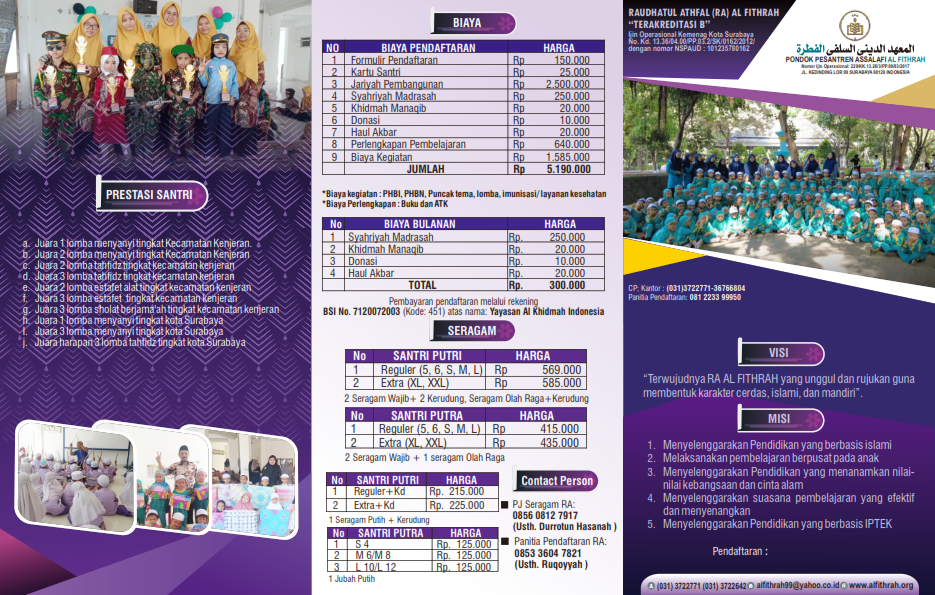 PRESTASI SANTRI
a. Juara 1 lomba menyanyi tingkat Kecamatan Kenjeran.
b. Juara 2 lomba menyanyi tingkat Kecamatan Kenjeran
c. Juara 2 lomba tahfidz tingkat kecamatan kenjeran
d. Juara 3 lomba tahfidz tingkat kecamatan kenjeran
e. Juara 2 lomba estafet alat tingkat kecamatan kenjeran
f. Juara 3 lomba estafet tingkat kecamatan kenjeran
g. Juara 3 lomba sholat berjama'ah tingkat kecamatan kenjeran
h. Juara 1 lomba menyanyi tingkat kota Surabaya
I. Juara 3 lomba menyanyi tingkat kota Surabaya
j. Juara harapan 3 lomba tahfidz tingkat kota Surabaya
BIAYA
NO BIAYA PENDAFTARAN HARGA
1 Formulir Pendaftaran Rp 150.000
2 Kartu Santri Rp 25.000
3 Jariyah Pembangunan Rp 2.500.000
4 Syahriyah Madrasah Rp 250.000
5 Khidmah Manaqib Rp 20.000
6 Donasi Rp 10.000
7 Haul Akbar Rp 20.000
8 Perlengkapan Pembelajaran Rp 640.000
9 Biaya Kegiatan Rp 1.585.000
JUMLAH Rp 5.190.000
*Biaya kegiatan : PHBI, PHBN, Puncak tema, lomba, imunisasi/ layanan kesehatan
*Biaya Perlengkapan : Buku dan ATK
No BIAYA BULANAN HARGA
1 Syahriyah Madrasah Rp. 250.000
2 Khidmah Manaqib Rp. 20.000
3 Donasi Rp. 10.000
4 Haul Akbar Rp. 20.000
TOTAL Rp. 300.000
Pembayaran pendaftaran melalui rekening
BSI No. 7120072003 (Kode: 451) atas nama: Yayasan Al Khidmah Indonesia
SERAGAM
No SANTRI PUTRI HARGA
1 Reguler (5, 6, S, M, L) Rp 569.000
2 Extra (XL, XXL) Rp 585.000
2 Seragam Wajib+ 2 Kerudung, Seragam Olah Raga+Kerudung
No SANTRI PUTRA HARGA
1 Reguler (5, 6, S, M, L) Rp 415.000
2 Extra (XL, XXL) Rp 435.000
2 Seragam Wajib + 1 seragam Olah Raga
No SANTRI PUTRI HARGA
1 Reguler+Kd Rp. 215.000
2 Extra+Kd Rp. 225.000
1 Seragam Putih + Kerudung
No SANTRI PUTRA HARGA
1 S 4 Rp. 125.000
2 M 6/M 8 Rp. 125.000
3 L 10/L 12 Rp. 125.000
1 Jubah Putih
Contact Person
PJ Seragam RA:
0856 0812 7917
(Usth. Durrotun Hasanah )
Panitia Pendaftaran RA:
0853 3604 7821
(Usth. Ruqoyyah )
RAUDHATUL ATHFAL (RA) AL FITHRAH
"TERAKREDITASI B"
Ijin Operasional Kemenag Kota Surabaya
No. Kd. 13.36/04.00/PP.03.2/SK/0162/2012/
dengan nomor NSPAUD : 101235780162
المعهد الديني السلفي الفطرة
PONDOK PESANTREN ASSALAFI AL FITHRAH
JL. KEDINDING LOR 99 SURABAYA 60129 INDONESIA
CP: Kantor : (031)3722771-36766804
Panitia Pendaftaran: 081 2233 99950
VISI
"Terwujudnya RA AL FITHRAH yang unggul dan rujukan guna
membentuk karakter cerdas, islami, dan mandiri".
MISI
1. Menyelenggarakan Pendidikan yang berbasis islami
2. Melaksanakan pembelajaran berpusat pada anak
3. Menyelenggarakan Pendidikan yang menanamkan nilai-
nilai kebangsaan dan cinta alam
4. Menyelenggarakan suasana pembelajaran yang efektif
dan menyenangkan
5. Menyelenggarakan Pendidikan yang berbasis IPTEK
Pendaftaran :
(031) 3722771 (031) 3722642 alfithrah99@yahoo.co.id www.alfithrah.org